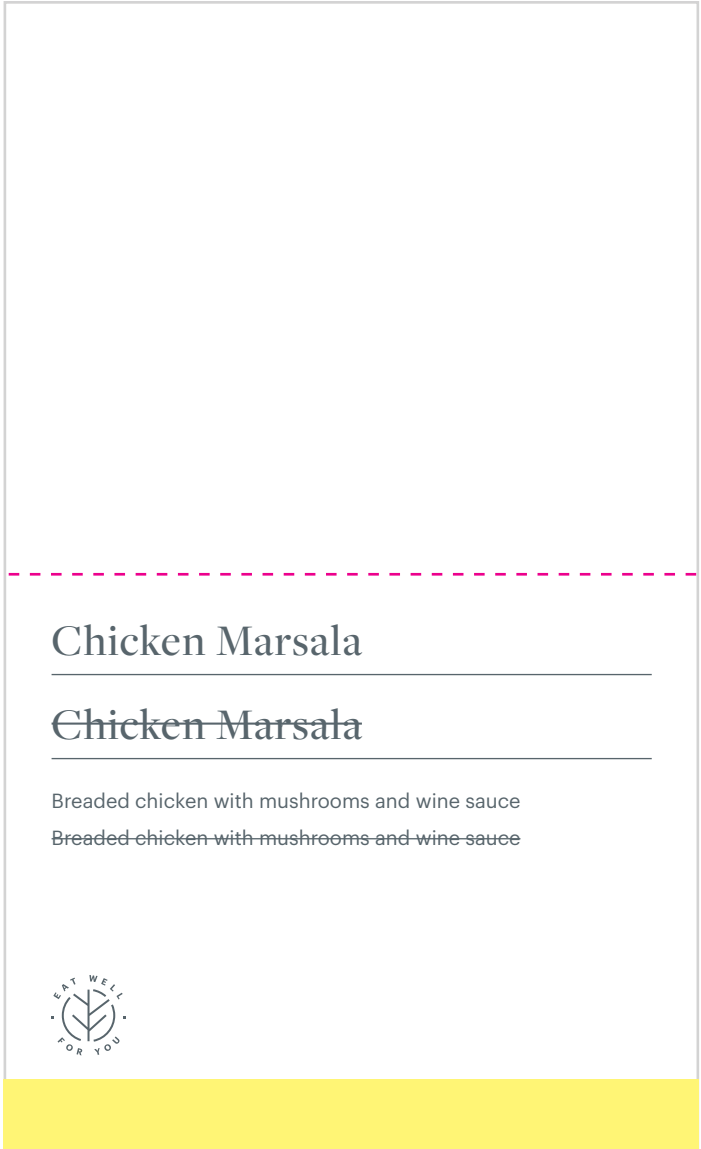 Chicken Marsala
Chicken Marsala
Breaded chicken with mushrooms and wine sauce
Breaded chicken with mushrooms and wine sauce
EAT WELL
FOR YOU